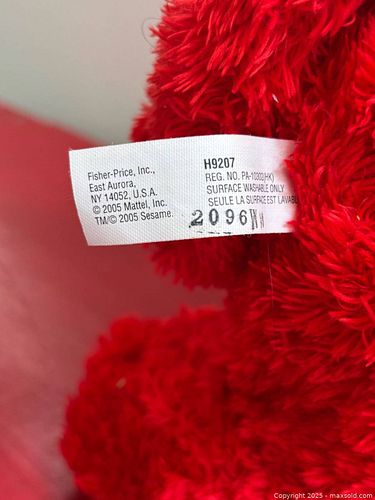 Fisher-Price, Inc.,
East Aurora,
NY 14052, U.S.A.
© 2005 Mattel, Inc.
TM/© 2005 Sesame.
H9207
REG. NO. PA-10302(HK)
SURFACE WASHABLE ONLY
SEULE LA SURFACE EST LAVABL
2096
Copyright © 2025 - maxsold.com